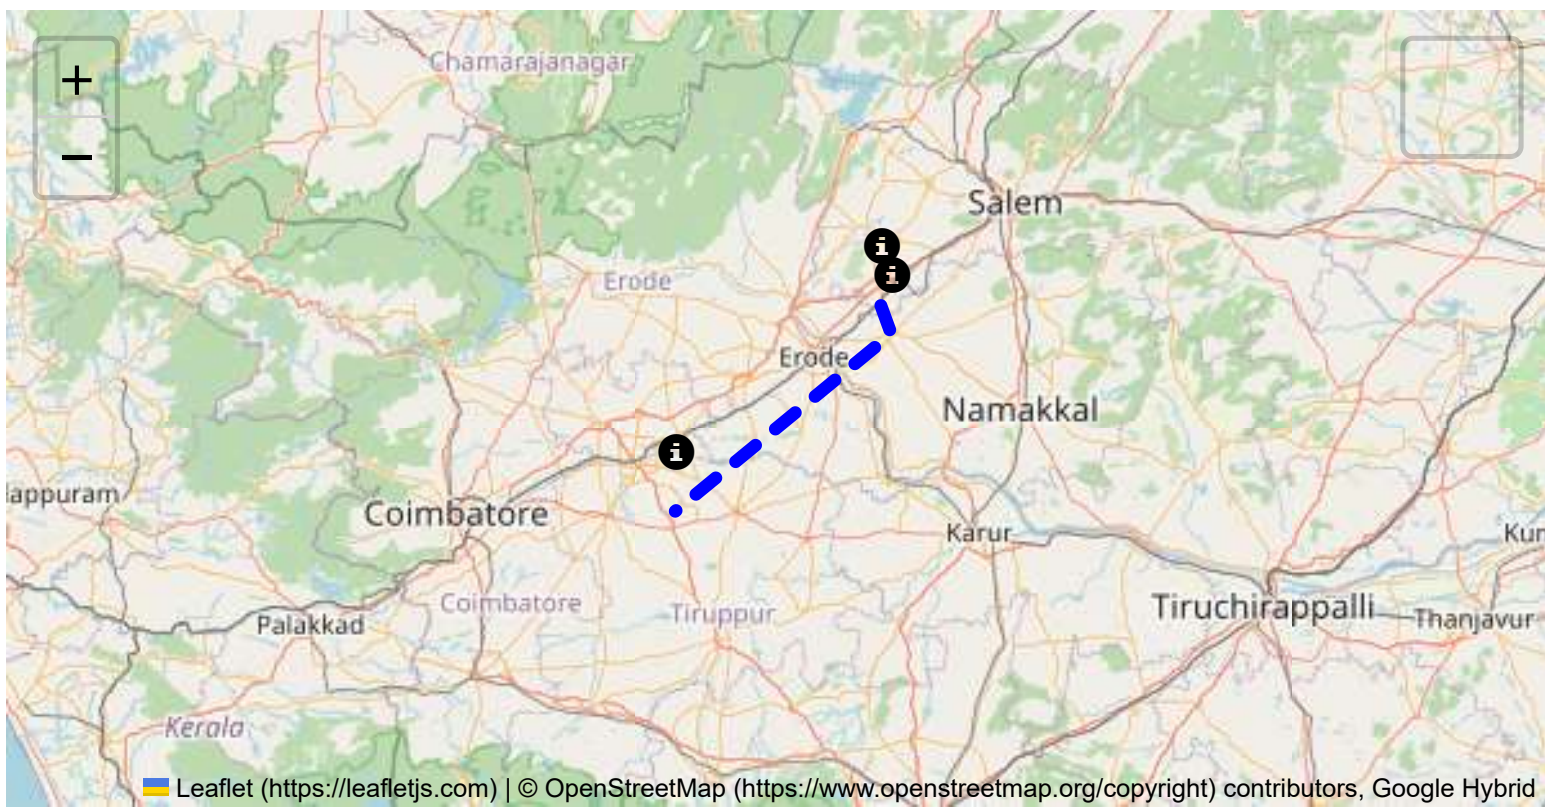 Chamarajanagar
+
−
Salem
i
i
Erode
Erode
Namakkal
i
appuram
Coimbatore
Karur
Kur
Coimbatore
Tiruppur
Tiruchirappalli
Thanjavur
Palakkad
Kerala
Leaflet (https://leafletjs.com) | © OpenStreetMap (https://www.openstreetmap.org/copyright) contributors, Google Hybrid